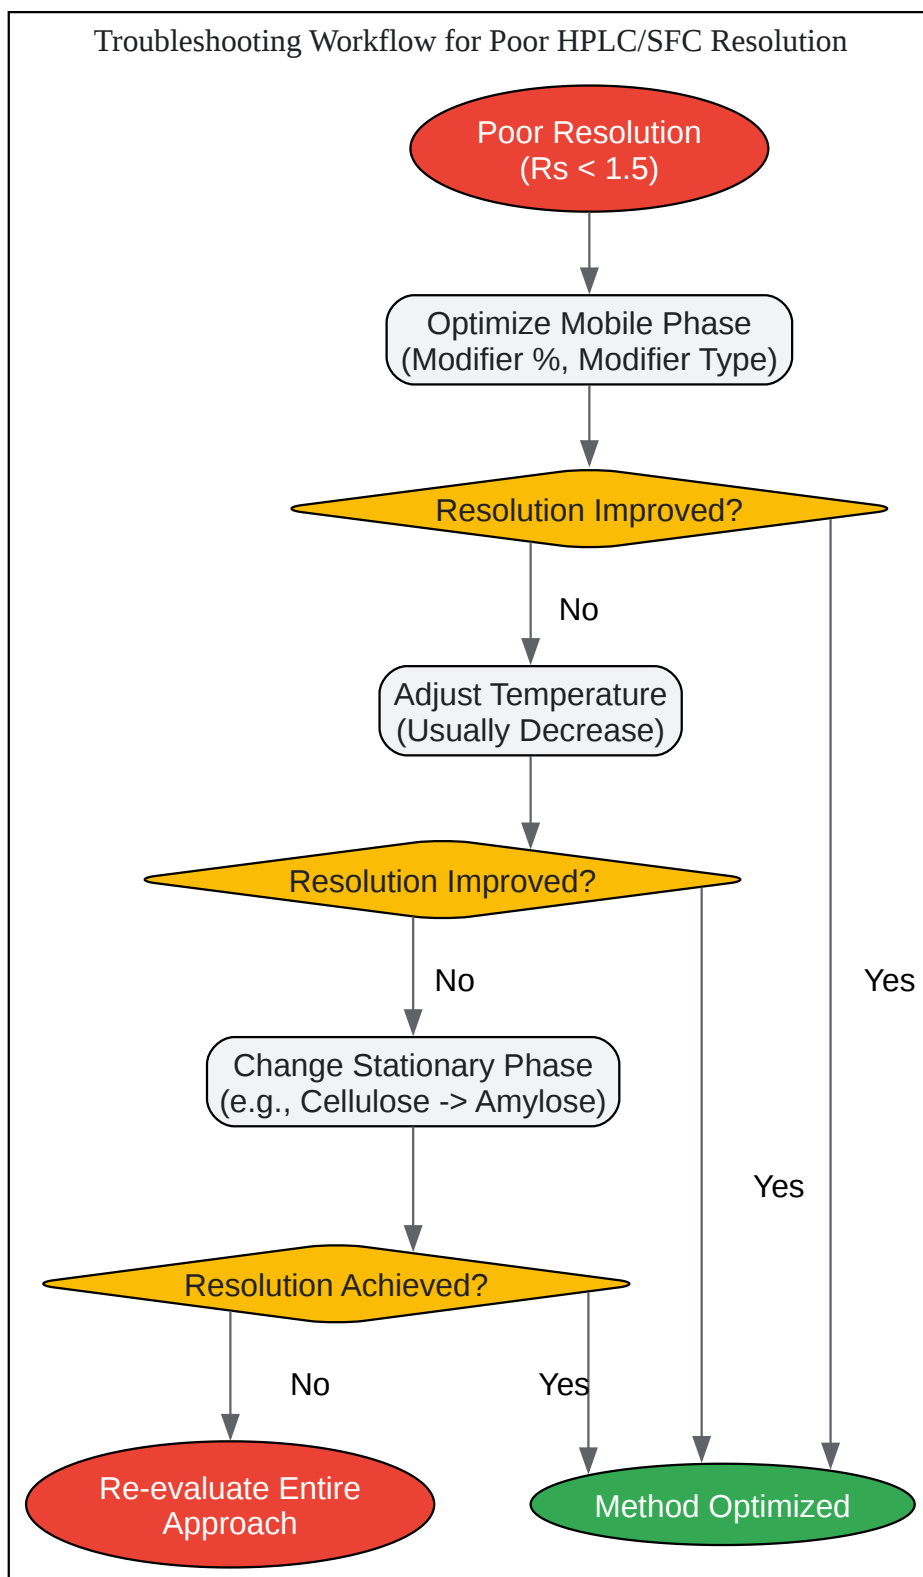 Troubleshooting Workflow for Poor HPLC/SFC Resolution
Poor Resolution
(Rs < 1.5)
Optimize Mobile Phase
(Modifier %, Modifier Type)
Resolution Improved?
No
Adjust Temperature
(Usually Decrease)
Resolution Improved?
No
Yes
Change Stationary Phase
(e.g., Cellulose -> Amylose)
Yes
Resolution Achieved?
No
Yes
Re-evaluate Entire
Approach
Method Optimized